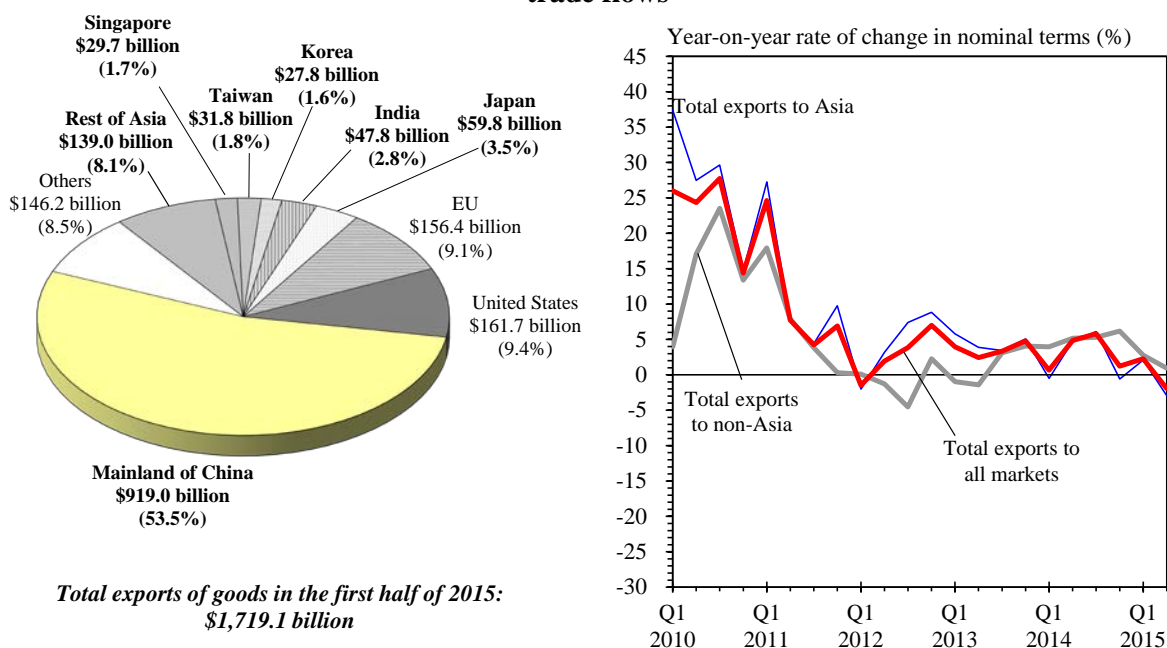 trade flows
Singapore
$29.7 billion
(1.7%)
Korea
$27.8 billion
(1.6%)
Japan
$59.8 billion
(3.5%)
Taiwan
$31.8 billion
(1.8%)
India
$47.8 billion
(2.8%)
Rest of Asia
$139.0 billion
(8.1%)
Others
$146.2 billion
(8.5%)
EU
$156.4 billion
(9.1%)
United States
$161.7 billion
(9.4%)
Mainland of China
$919.0 billion
(53.5%)
Total exports of goods in the first half of 2015:
$1,719.1 billion
Year-on-year rate of change in nominal terms (%)
45
40
35
30
25
20
15
10
5
0
-5
-10
-15
-20
-25
-30
Total exports to Asia
Total exports
to non-Asia
Total exports to
all markets
Q1 Q1 Q1 Q1 Q1 Q1
2010 2011 2012 2013 2014 2015